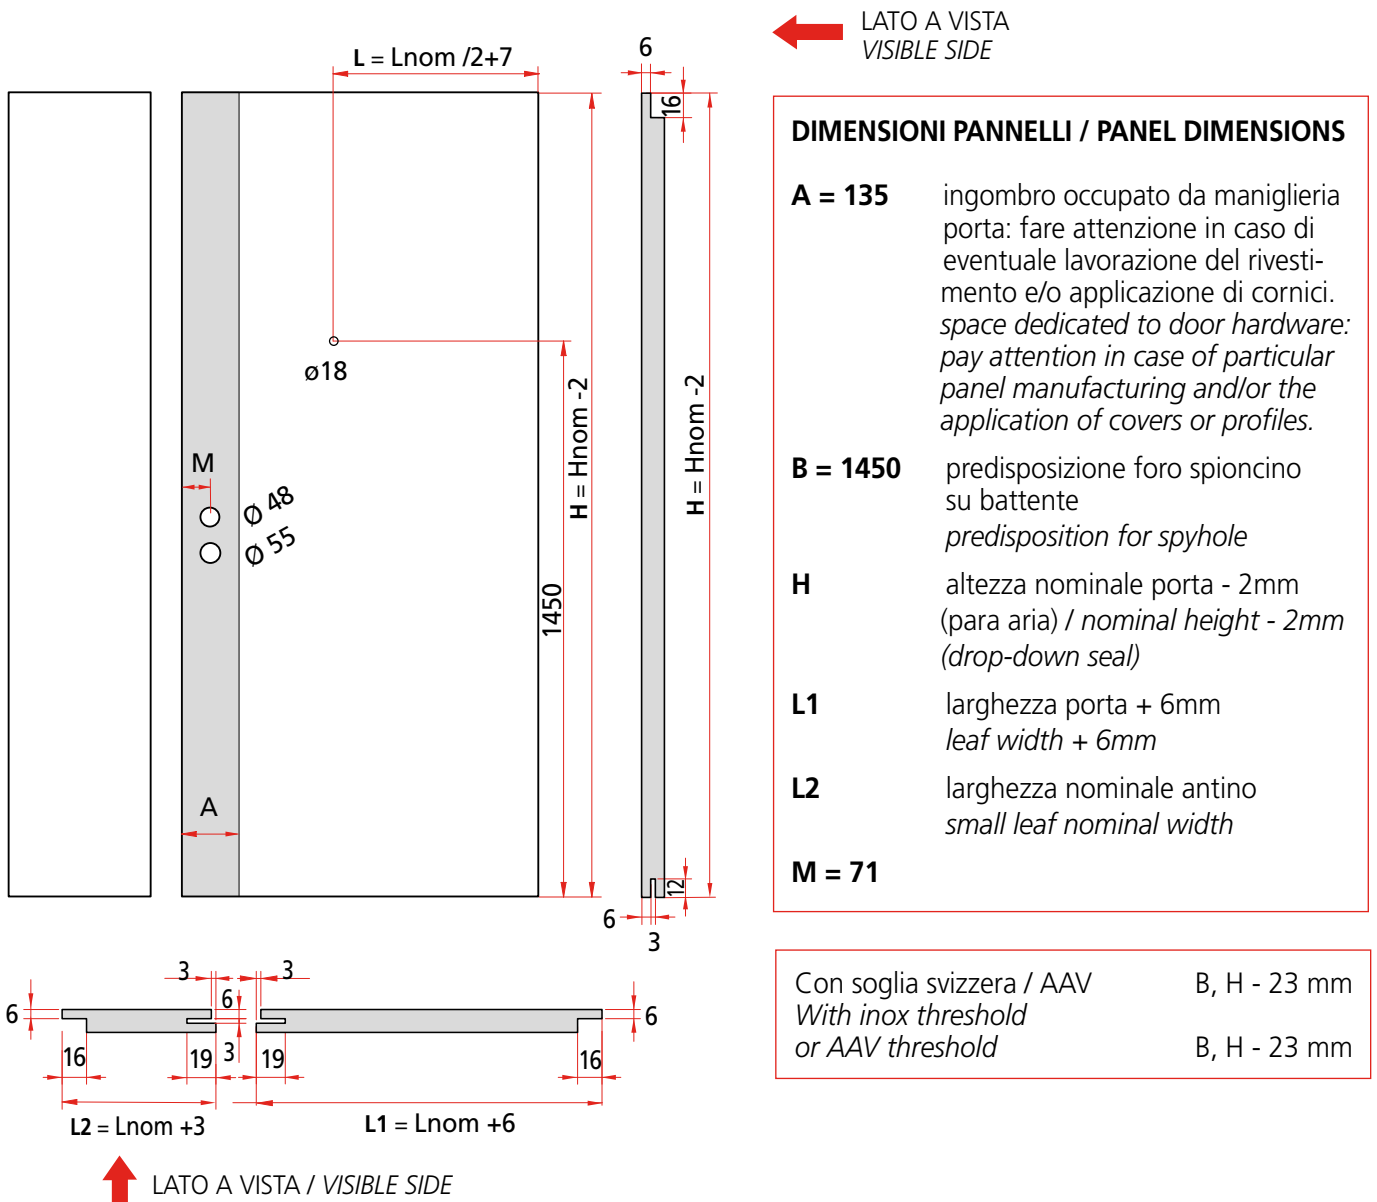 LATO A VISTA
VISIBLE SIDE
L = Lnom /2+7
6
16
ø18
M
Ø 48
Ø 55
H = Hnom -2
H = Hnom -2
1450
A
12
6
3
DIMENSIONI PANNELLI / PANEL DIMENSIONS
A = 135 ingombro occupato da maniglieria
porta: fare attenzione in caso di
eventuale lavorazione del rivesti-
mento e/o applicazione di cornici.
space dedicated to door hardware:
pay attention in case of particular
panel manufacturing and/or the
application of covers or profiles.
B = 1450 predisposizione foro spioncino
su battente
predisposition for spyhole
H altezza nominale porta - 2mm
(para aria) / nominal height - 2mm
(drop-down seal)
L1 larghezza porta + 6mm
leaf width + 6mm
L2 larghezza nominale antino
small leaf nominal width
M = 71
3
3
6
6
6
16
19
3
19
16
L2 = Lnom +3
L1 = Lnom +6
LATO A VISTA / VISIBLE SIDE
Con soglia svizzera / AAV B, H - 23 mm
With inox threshold
or AAV threshold B, H - 23 mm